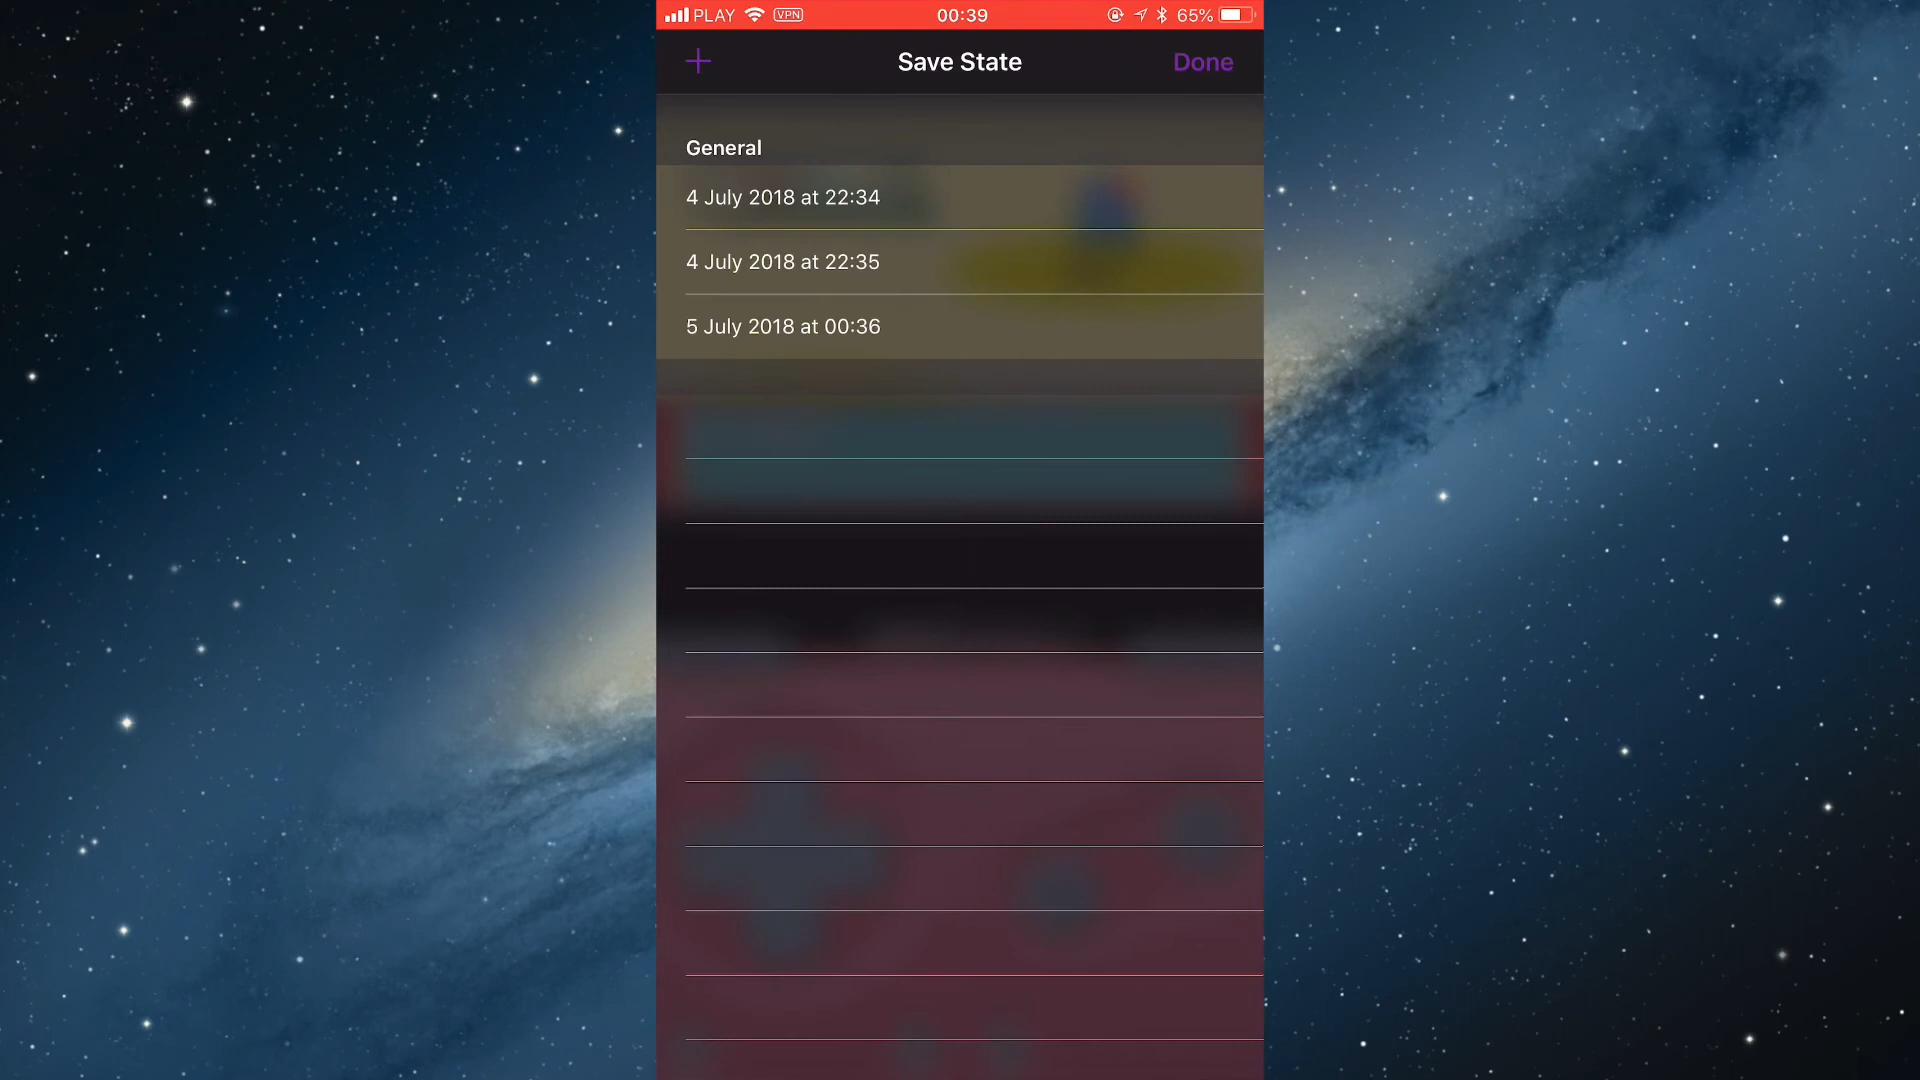 PLAY VPN 00:39 65%
Save State Done
General
4 July 2018 at 22:34
4 July 2018 at 22:35
5 July 2018 at 00:36